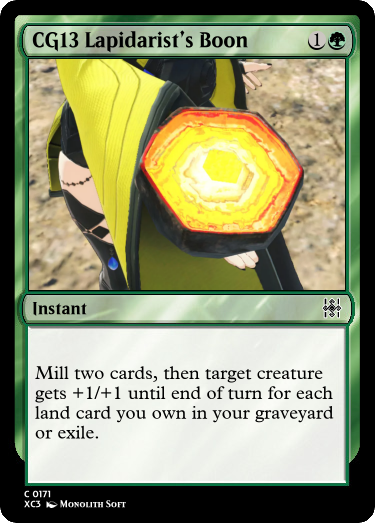 CG13 Lapidarist's Boon 1
Instant
Mill two cards, then target creature
gets +1/+1 until end of turn for each
land card you own in your graveyard
or exile.
C 0171
XC3 Monolith Soft